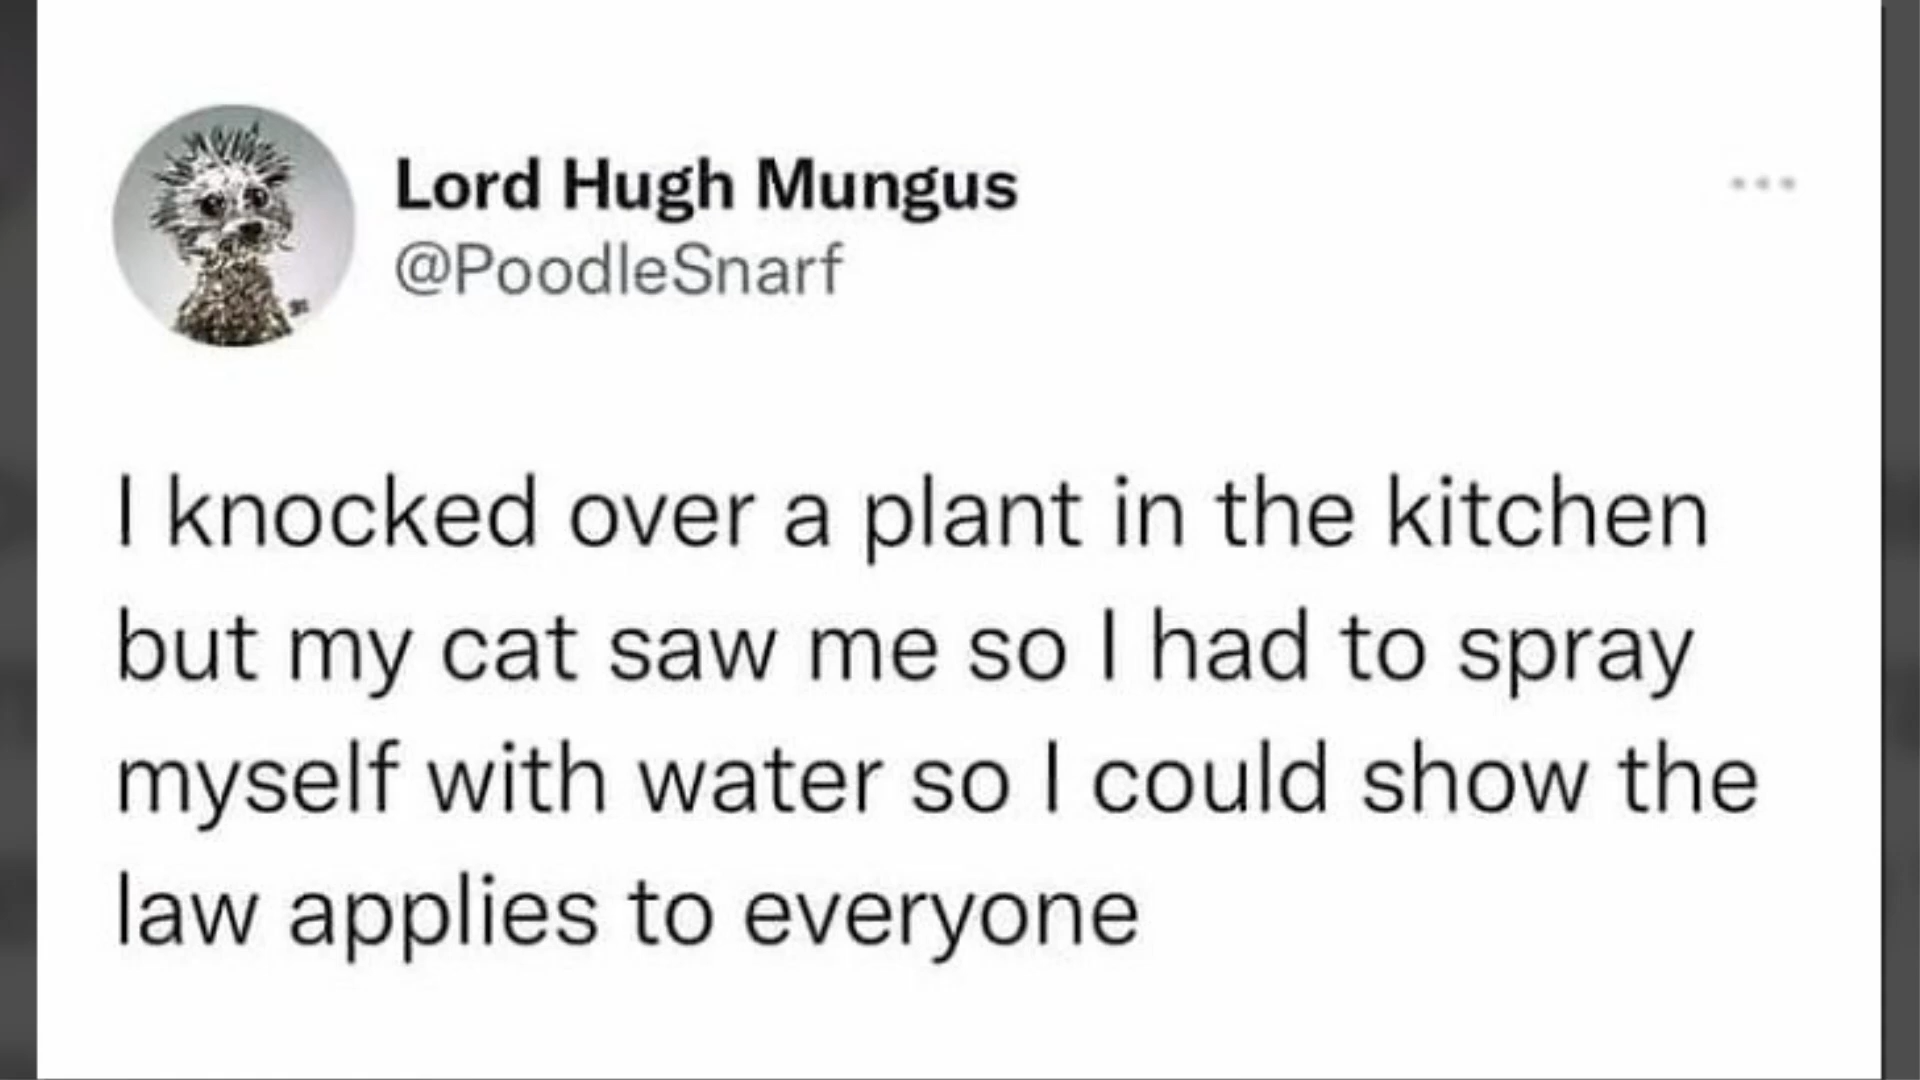 Lord Hugh Mungus
@PoodleSnarf
I knocked over a plant in the kitchen
but my cat saw me so I had to spray
myself with water so I could show the
law applies to everyone